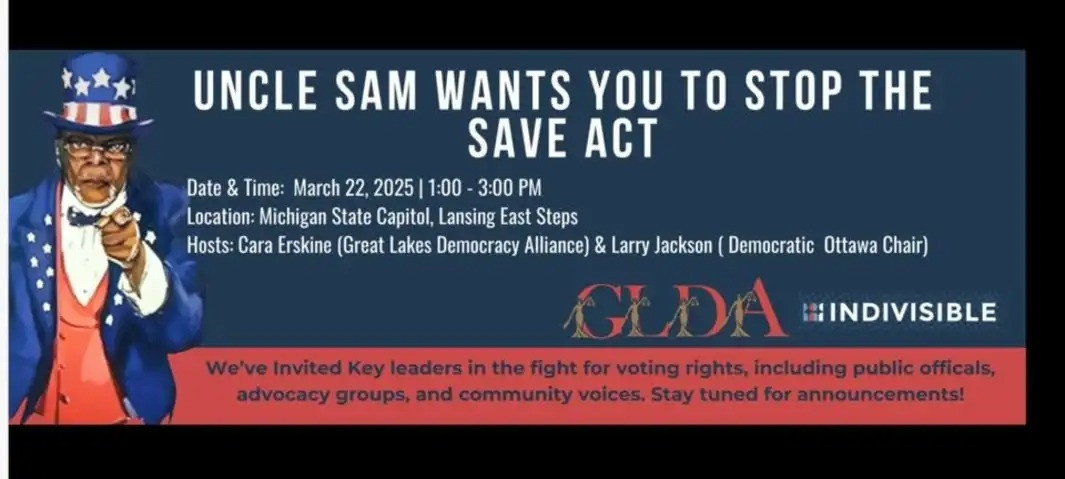 UNCLE SAM WANTS YOU TO STOP THE
SAVE ACT
Date & Time: March 22, 2025 | 1:00 - 3:00 PM
Location: Michigan State Capitol, Lansing East Steps
Hosts: Cara Erskine (Great Lakes Democracy Alliance) & Larry Jackson ( Democratic Ottawa Chair)
GLDA INDIVISIBLE
We've Invited Key leaders in the fight for voting rights, including public officals,
advocacy groups, and community voices. Stay tuned for announcements!